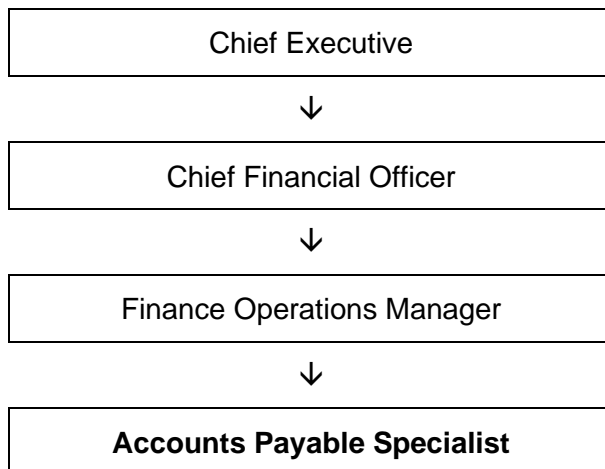 Chief Executive
↓
Chief Financial Officer
↓
Finance Operations Manager
↓
Accounts Payable Specialist